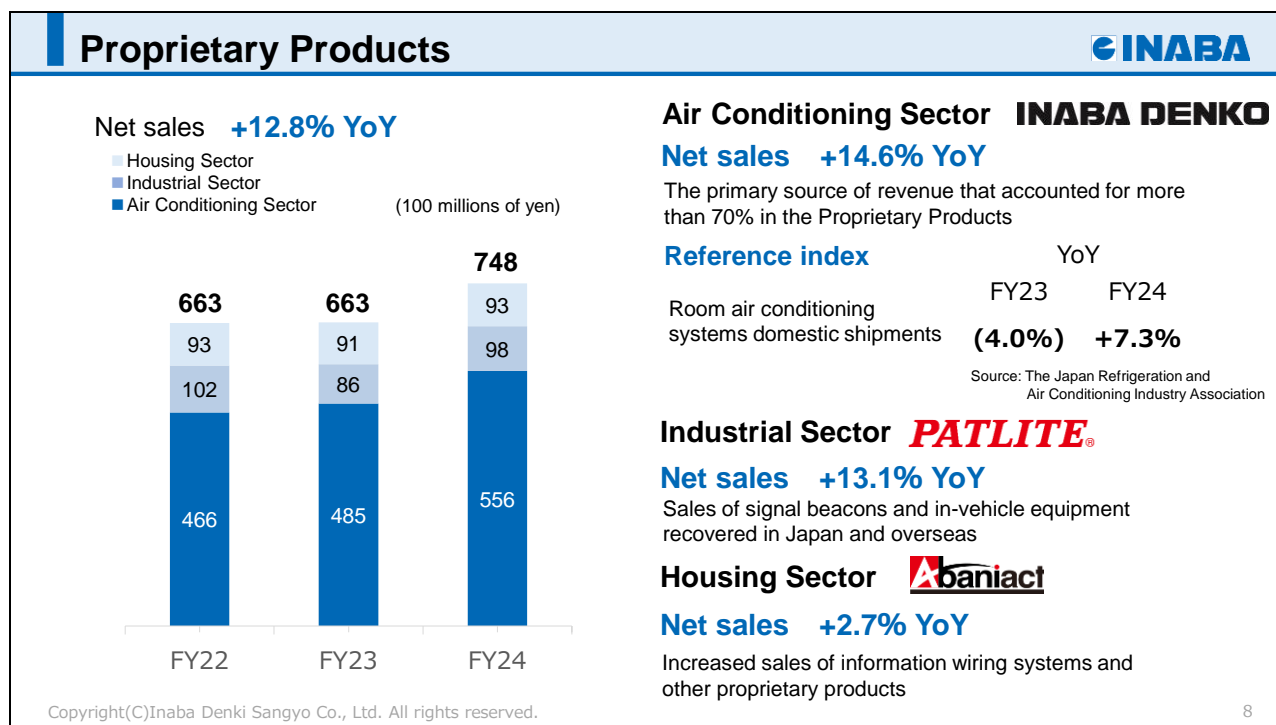 Proprietary Products
INABA
Net sales +12.8% YoY
Housing Sector
Industrial Sector
Air Conditioning Sector
(100 millions of yen)
663
663
748
93
91
93
102
86
98
466
485
556
FY22
FY23
FY24
Air Conditioning Sector INABA DENKO
Net sales +14.6% YoY
The primary source of revenue that accounted for more
than 70% in the Proprietary Products
Reference index
YoY
FY23 FY24
Room air conditioning
systems domestic shipments
(4.0%) +7.3%
Source: The Japan Refrigeration and
Air Conditioning Industry Association
Industrial Sector PATLITE®
Net sales +13.1% YoY
Sales of signal beacons and in-vehicle equipment
recovered in Japan and overseas
Housing Sector Abaniact
Net sales +2.7% YoY
Increased sales of information wiring systems and
other proprietary products
Copyright(C)Inaba Denki Sangyo Co., Ltd. All rights reserved.
8